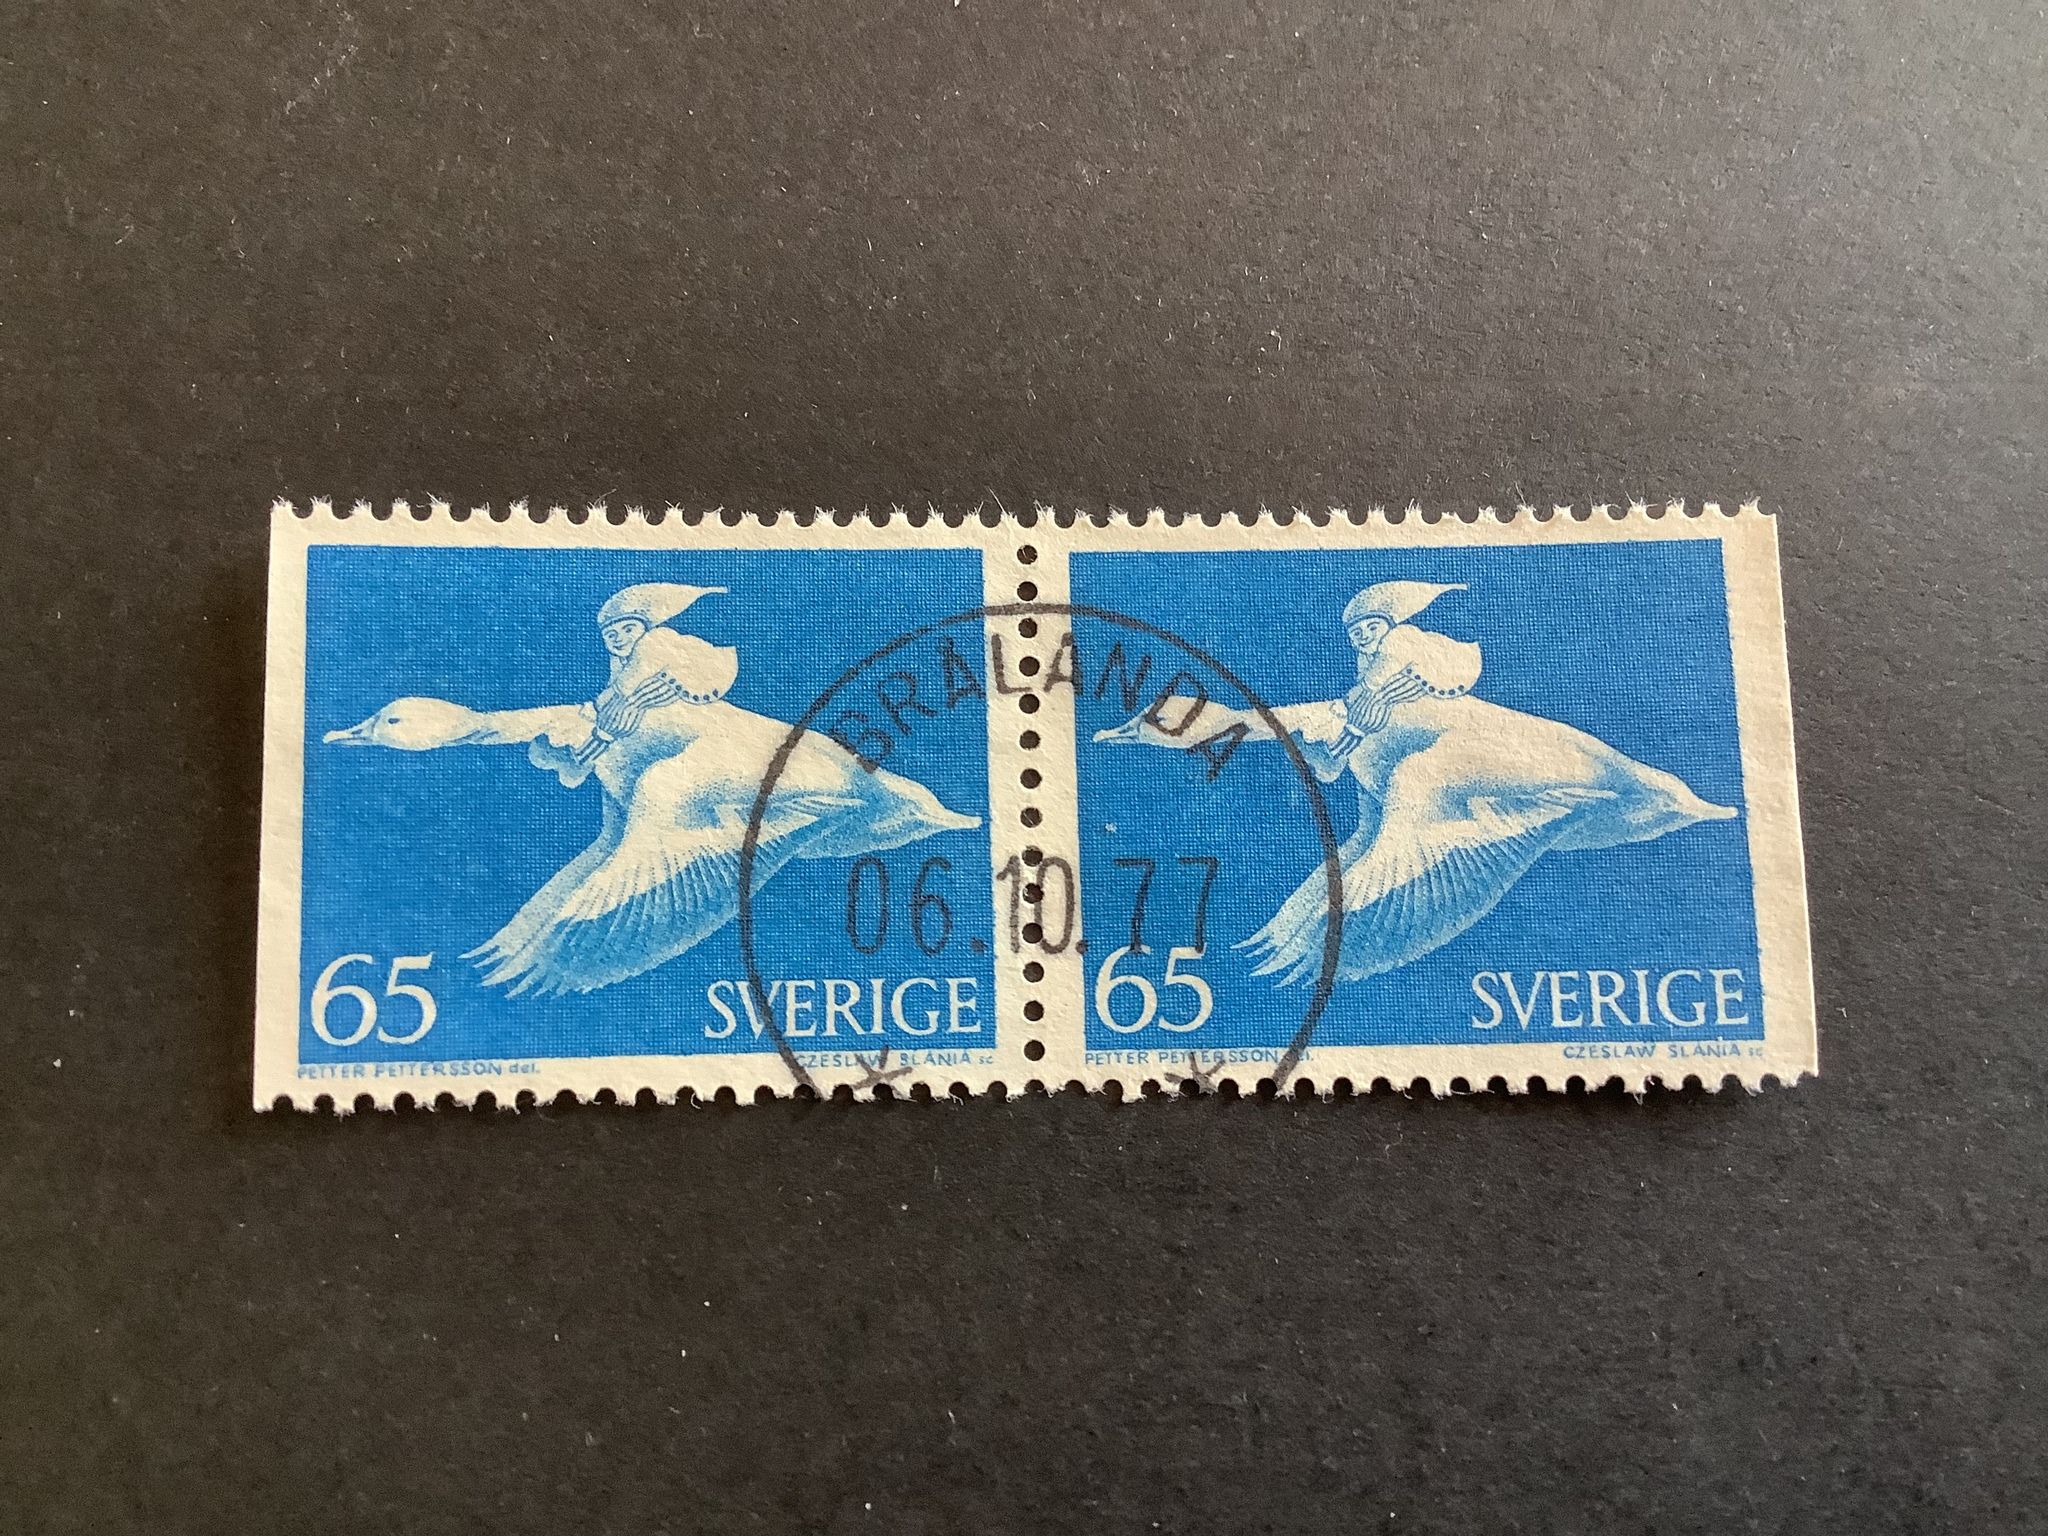 BRÅLANDA
06.10.77
65 SVERIGE
PETTER PETTERSSON del. CZESLAW SLANIA sc
65 SVERIGE
PETTER PETTERSSON del. CZESLAW SLANIA sc